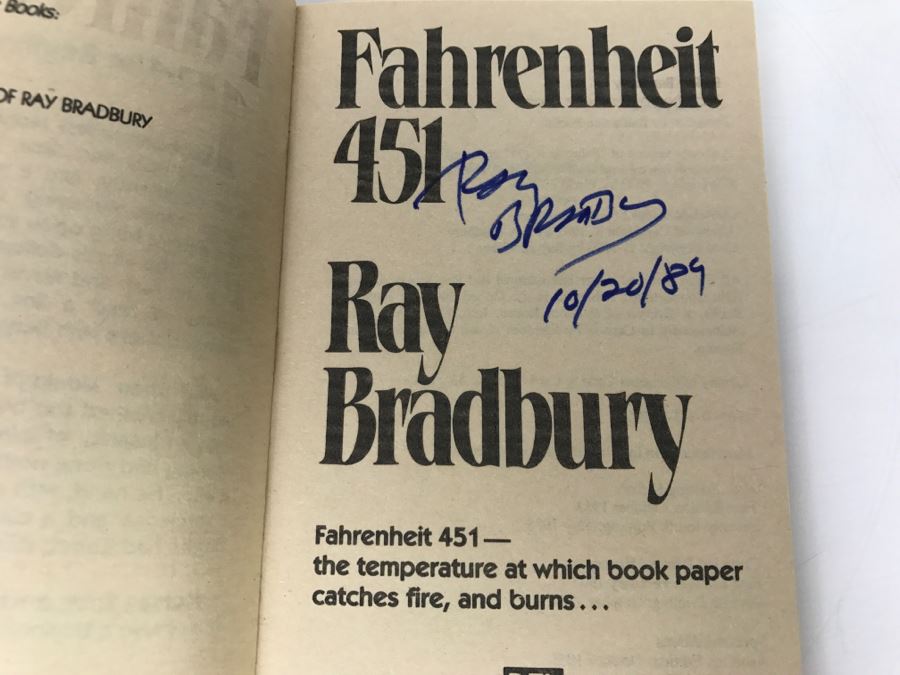 Books:
OF RAY BRADBURY
Fahrenheit
451
Ray
Bradbury
10/20/89
Ray
Bradbury
Fahrenheit 451—
the temperature at which book paper
catches fire, and burns...